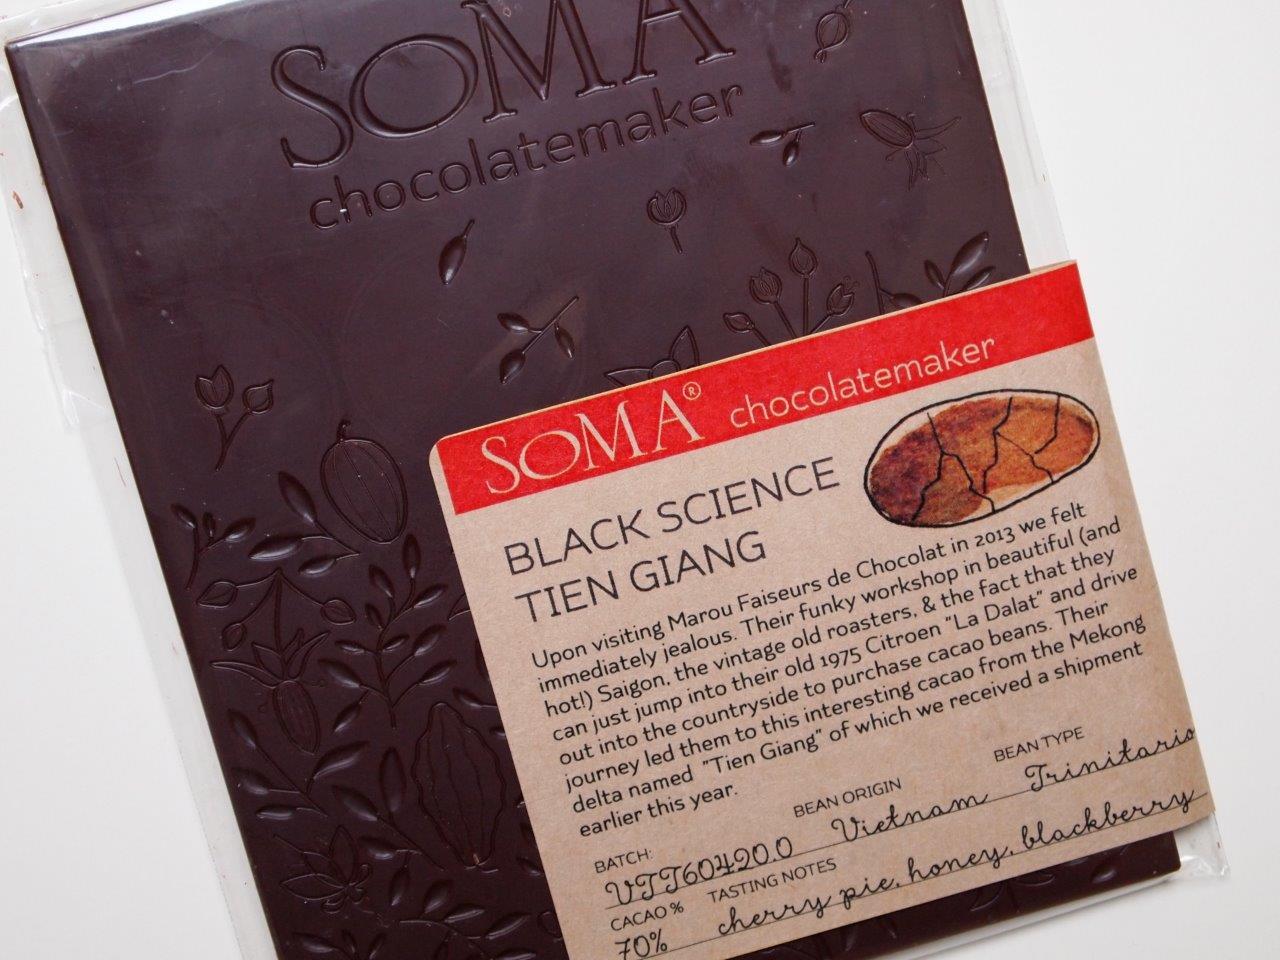 SOMA
chocolatemaker
SOMA® chocolatemaker
BLACK SCIENCE
TIEN GIANG
Upon visiting Marou Faiseurs de Chocolat in 2013 we felt
immediately jealous. Their funky workshop in beautiful (and
hot!) Saigon, the vintage old roasters, & the fact that they
can just jump into their old 1975 Citroen "La Dalat" and drive
out into the countryside to purchase cacao beans. Their
journey led them to this interesting cacao from the Mekong
delta named "Tien Giang" of which we received a shipment
earlier this year.
BATCH: BEAN ORIGIN BEAN TYPE
VTT60420.0 Vietnam Trinitario
CACAO % TASTING NOTES
70% cherry pie, honey, blackberry